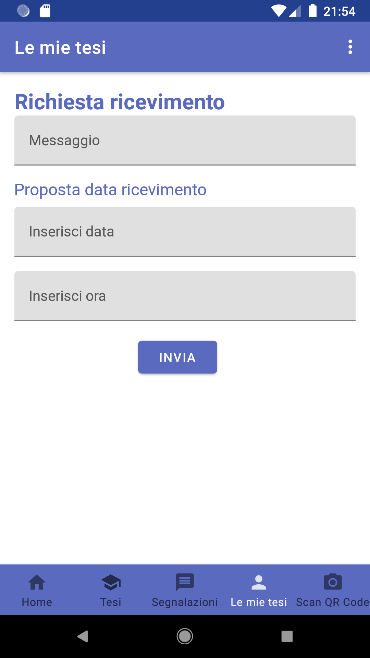 21:54
Le mie tesi
Richiesta ricevimento
Messaggio
Proposta data ricevimento
Inserisci data
Inserisci ora
INVIA
Home Tesi Segnalazioni Le mie tesi Scan QR Code